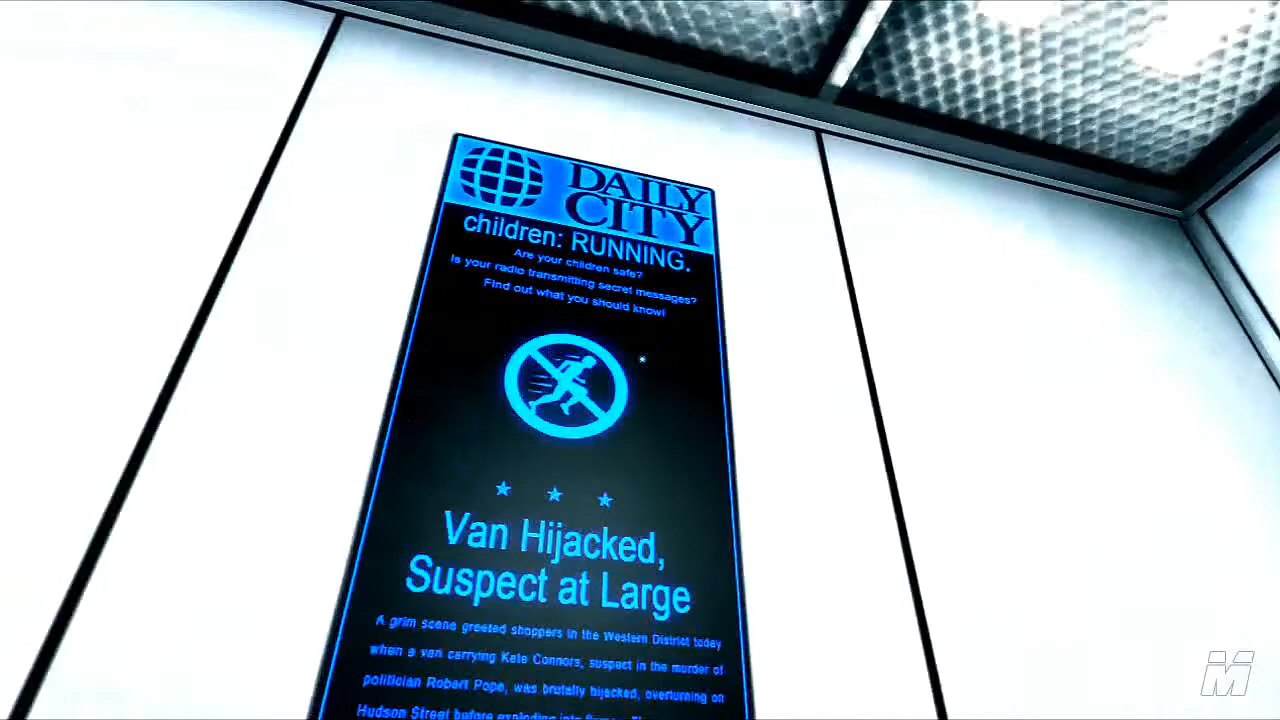 DAILY
CITY
children: RUNNING.
Are your children safe?
Is your radio transmitting secret messages?
Find out what you should know!
Van Hijacked,
Suspect at Large
A grim scene greeted shoppers in the Western District today
when a van carrying Kate Connors, suspect in the murder of
politician Robert Pope, was brutally hijacked, overturning on
Hudson Street before exploding into